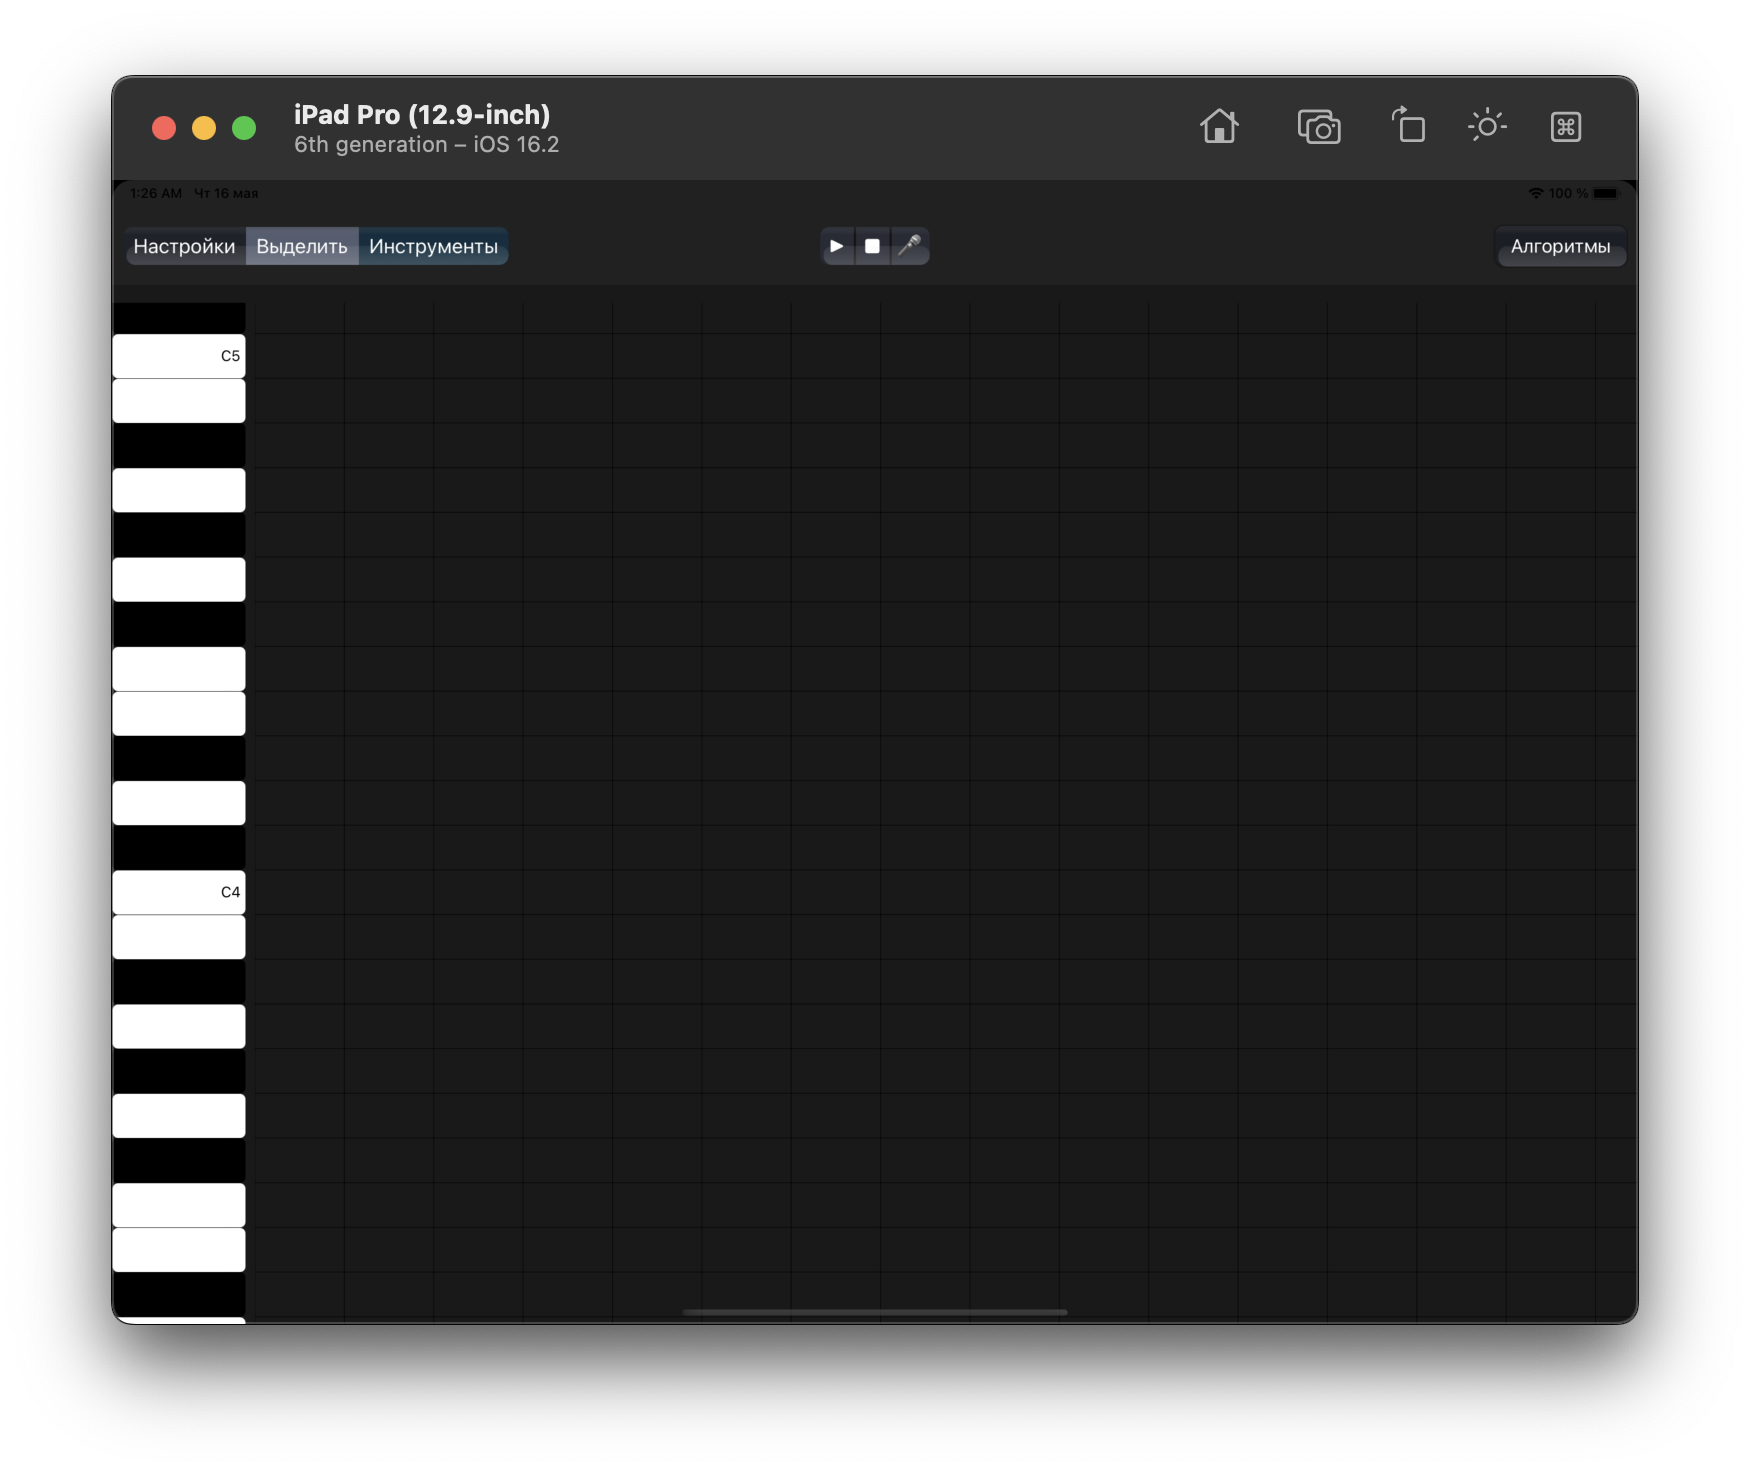 iPad Pro (12.9-inch)
6th generation – iOS 16.2
1:26 AM Чт 16 мая 100 %
Настройки Выделить Инструменты Алгоритмы
C5
C4